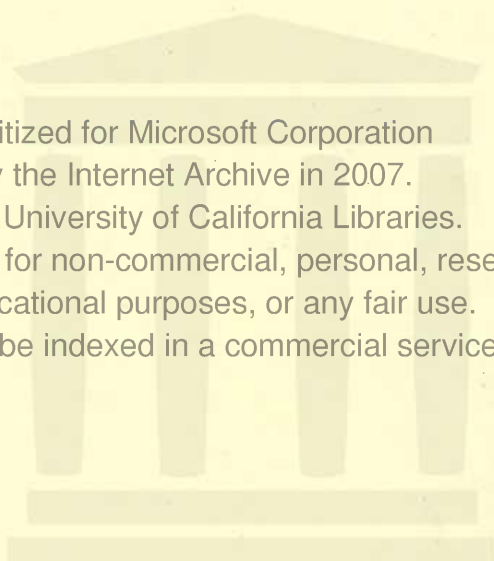 itized for Microsoft Corporation
the Internet Archive in 2007.
University of California Libraries.
for non-commercial, personal, rese
cational purposes, or any fair use.
be indexed in a commercial service